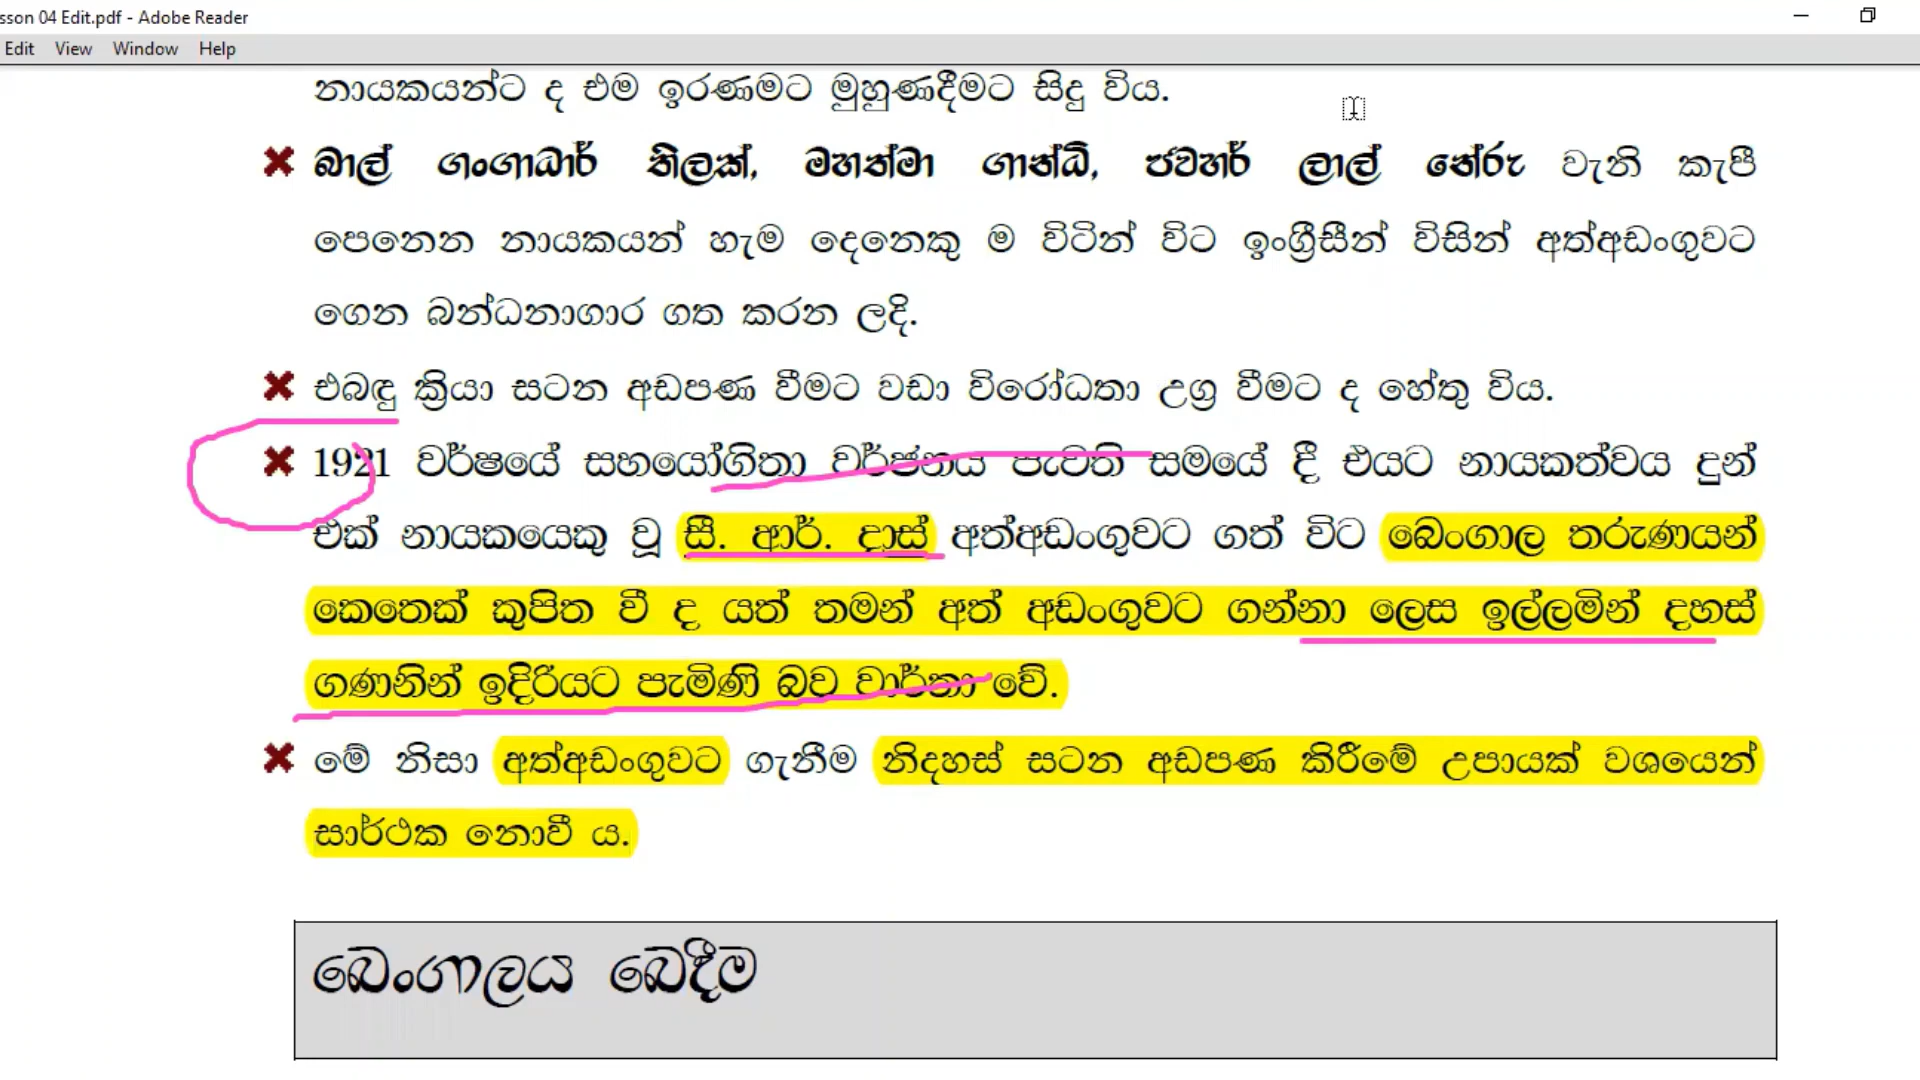 sson 04 Edit.pdf - Adobe Reader
Edit View Window Help
නායකයන්ට ද එම ඉරණමට මුහුණදීමට සිදු විය.
බාල් ගංගාධාර් තිලක්, මහත්මා ගාන්ධි, ජවහර් ලාල් නේරු වැනි කැපී
පෙනෙන නායකයන් හැම දෙනෙකු ම විටින් විට ඉංග්‍රීසීන් විසින් අත්අඩංගුවට
ගෙන බන්ධනාගාර ගත කරන ලදි.
එබඳු ක්‍රියා සටන අඩපණ වීමට වඩා විරෝධතා උග්‍ර වීමට ද හේතු විය.
1921 වර්ෂයේ සහයෝගිතා වර්ජනය පැවති සමයේ දී එයට නායකත්වය දුන්
එක් නායකයෙකු වූ සී. ආර්. දාස් අත්අඩංගුවට ගත් විට බෙංගාල තරුණයන්
කෙතෙක් කුපිත වී ද යත් තමන් අත් අඩංගුවට ගන්නා ලෙස ඉල්ලමින් දහස්
ගණනින් ඉදිරියට පැමිණි බව වාර්තා වේ.
මේ නිසා අත්අඩංගුවට ගැනීම නිදහස් සටන අඩපණ කිරීමේ උපායක් වශයෙන්
සාර්ථක නොවී ය.
බෙංගාලය බෙදීම